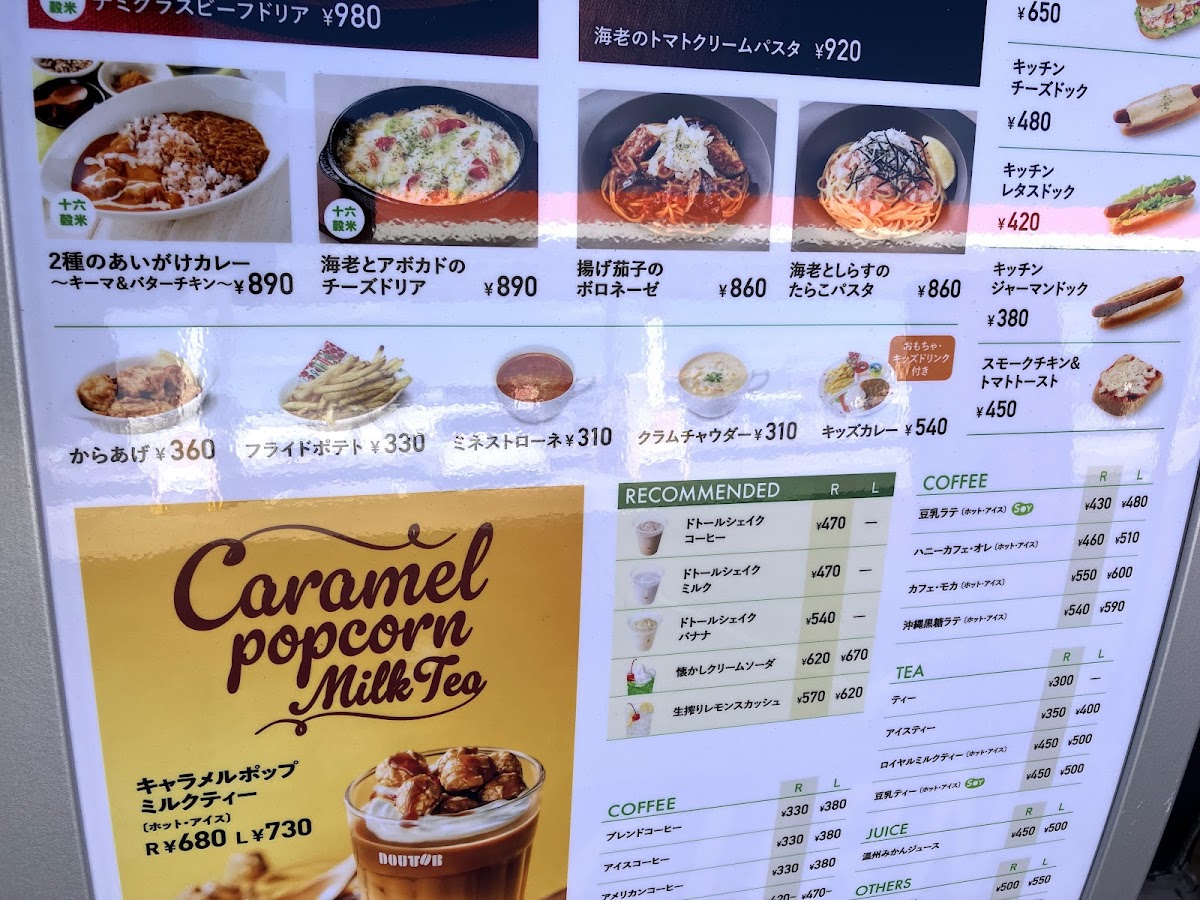 十六
穀米
デミグラスビーフドリア ¥980
海老のトマトクリームパスタ ¥920
十六
穀米
2種のあいがけカレー
〜キーマ&バターチキン〜 ¥890
十六
穀米
海老とアボカドの
チーズドリア ¥890
揚げ茄子の
ボロネーゼ ¥860
海老としらすの
たらこパスタ ¥860
¥650
キッチン
チーズドック
¥480
キッチン
レタスドック
¥420
キッチン
ジャーマンドック
¥380
スモークチキン&
トマトトースト
¥450
からあげ ¥360
フライドポテト ¥330
ミネストローネ ¥310
クラムチャウダー ¥310
おもちゃ・
キッズドリンク
付き
キッズカレー ¥540
Caramel
popcorn
Milk Tea
キャラメルポップ
ミルクティー
〔ホット・アイス〕
R ¥680 L ¥730
DOUTOR
RECOMMENDED R L
ドトールシェイク
コーヒー ¥470 —
ドトールシェイク
ミルク ¥470 —
ドトールシェイク
バナナ ¥540 —
懐かしクリームソーダ ¥620 ¥670
生搾りレモンスカッシュ ¥570 ¥620
COFFEE R L
ブレンドコーヒー ¥330 ¥380
アイスコーヒー ¥330 ¥380
アメリカンコーヒー ¥330 ¥380
¥420~ ¥470~
COFFEE R L
豆乳ラテ (ホット・アイス) Soy ¥430 ¥480
ハニーカフェ・オレ (ホット・アイス) ¥460 ¥510
カフェ・モカ (ホット・アイス) ¥550 ¥600
沖縄黒糖ラテ (ホット・アイス) ¥540 ¥590
TEA R L
ティー ¥300 —
アイスティー ¥350 ¥400
ロイヤルミルクティー (ホット・アイス) ¥450 ¥500
豆乳ティー (ホット・アイス) Soy ¥450 ¥500
JUICE R L
温州みかんジュース ¥450 ¥500
OTHERS R L
¥500 ¥550